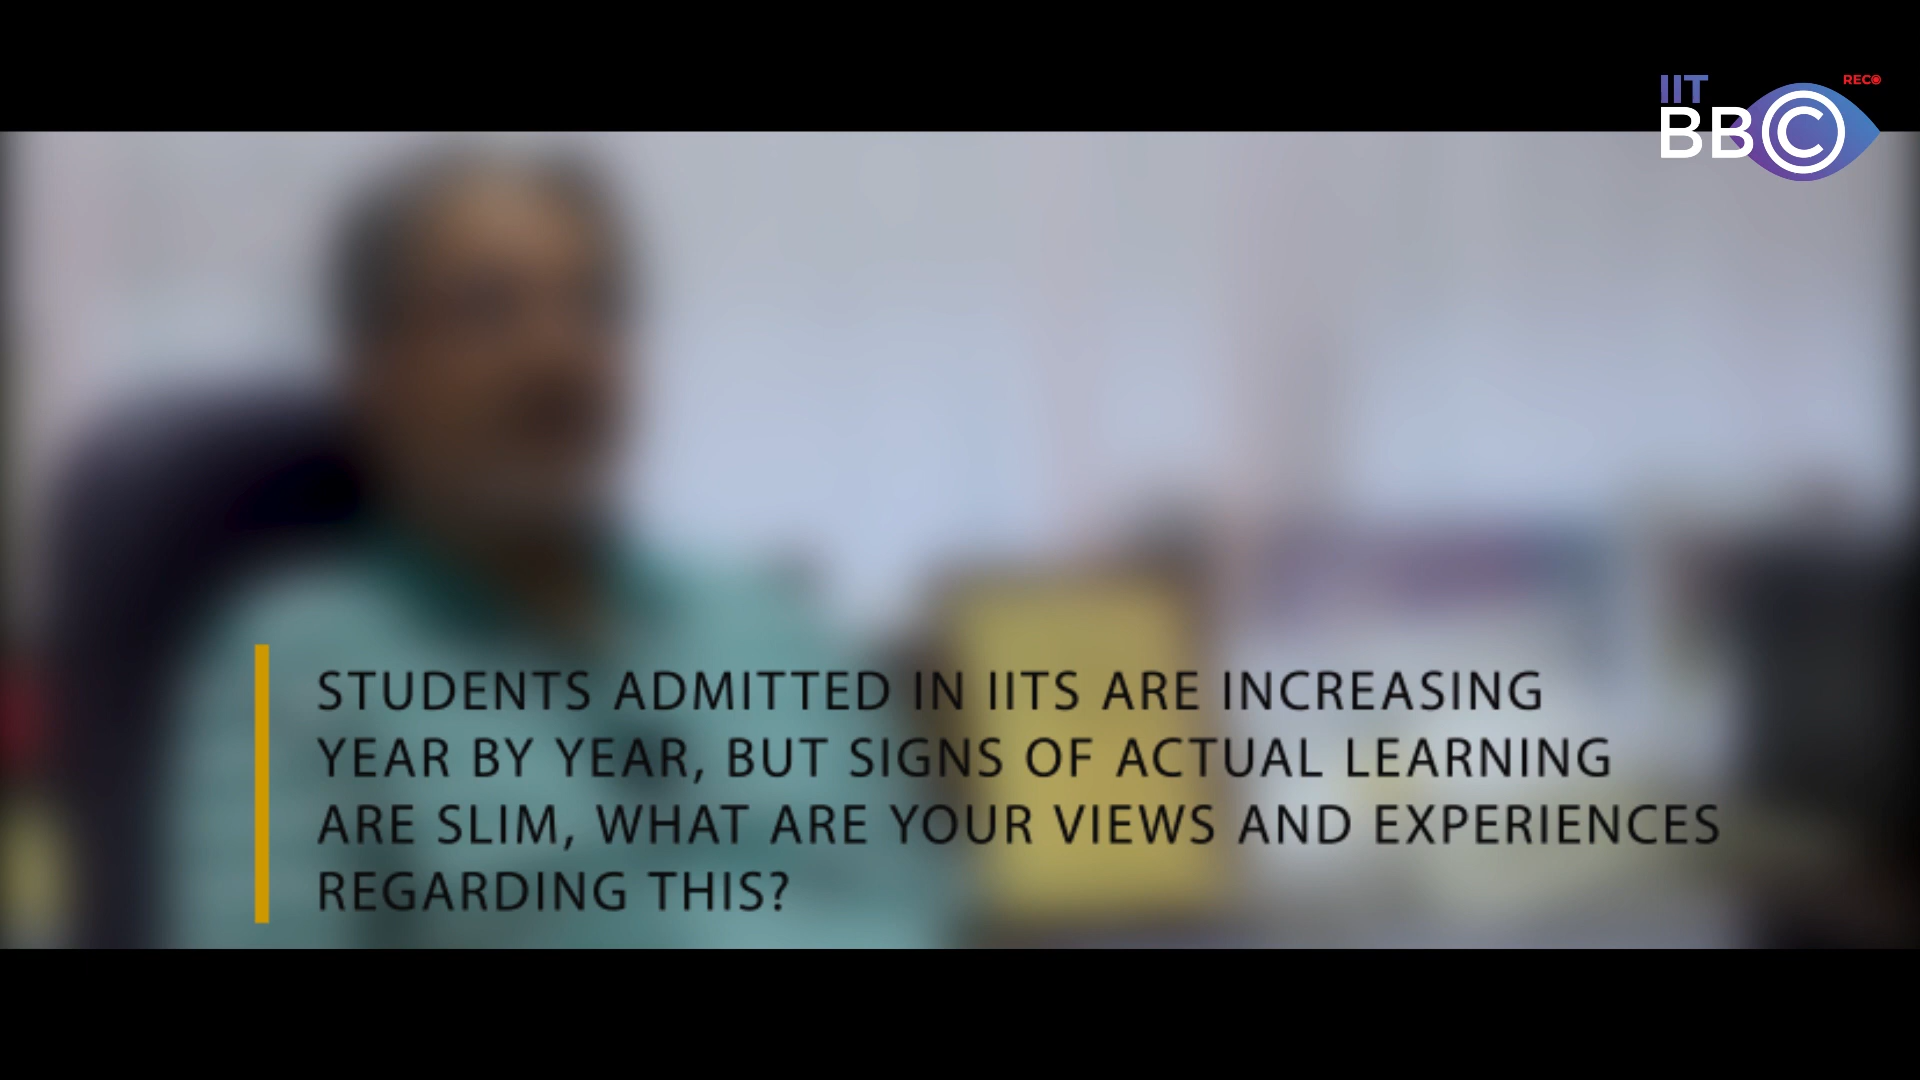 IIT
REC
BBC
STUDENTS ADMITTED IN IITS ARE INCREASING
YEAR BY YEAR, BUT SIGNS OF ACTUAL LEARNING
ARE SLIM, WHAT ARE YOUR VIEWS AND EXPERIENCES
REGARDING THIS?